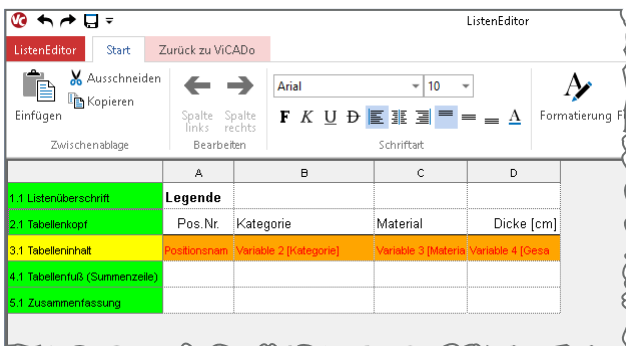 ListenEditor
ListenEditor Start Zurück zu ViCADo
Ausschneiden
Kopieren
Einfügen
Zwischenablage
Spalte links
Spalte rechts
Bearbeiten
Arial 10
F K U D A
Schriftart
Formatierung
A B C D
1.1 Listenüberschrift Legende
2.1 Tabellenkopf Pos.Nr. Kategorie Material Dicke [cm]
3.1 Tabelleninhalt Positionsnam Variable 2 [Kategorie] Variable 3 [Materia Variable 4 [Gesa
4.1 Tabellenfuß (Summenzeile)
5.1 Zusammenfassung